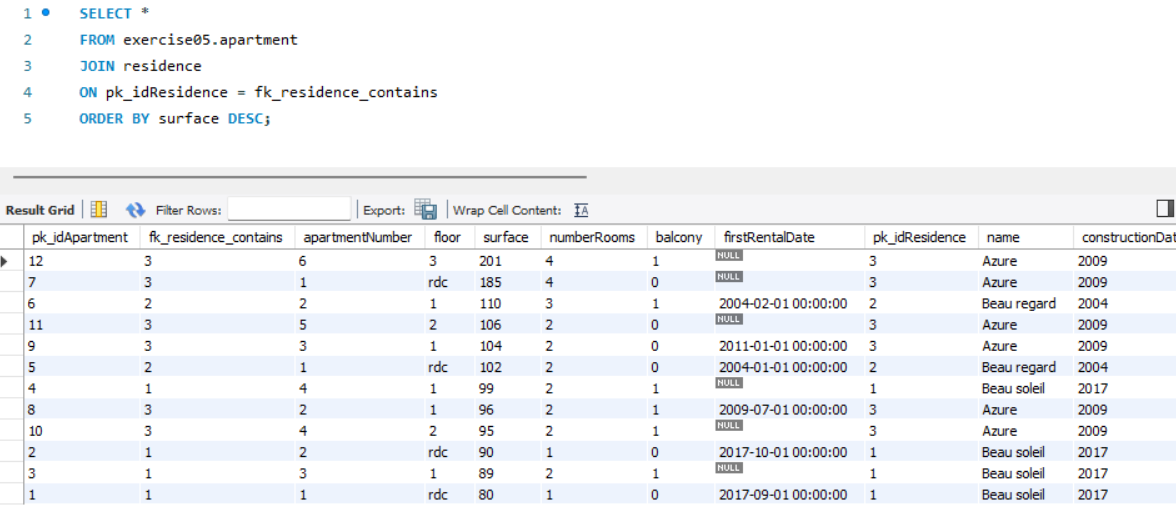 1 SELECT *
2 FROM exercise05.apartment
3 JOIN residence
4 ON pk_idResidence = fk_residence_contains
5 ORDER BY surface DESC;
Result Grid Filter Rows: Export: Wrap Cell Content: IA
pk_idApartment fk_residence_contains apartmentNumber floor surface numberRooms balcony firstRentalDate pk_idResidence name constructionDat
12 3 6 3 201 4 1 NULL 3 Azure 2009
7 3 1 rdc 185 4 0 NULL 3 Azure 2009
6 2 2 1 110 3 1 2004-02-01 00:00:00 2 Beau regard 2004
11 3 5 2 106 2 0 NULL 3 Azure 2009
9 3 3 1 104 2 0 2011-01-01 00:00:00 3 Azure 2009
5 2 1 rdc 102 2 0 2004-01-01 00:00:00 2 Beau regard 2004
4 1 4 1 99 2 1 NULL 1 Beau soleil 2017
8 3 2 1 96 2 1 2009-07-01 00:00:00 3 Azure 2009
10 3 4 2 95 2 1 NULL 3 Azure 2009
2 1 2 rdc 90 1 0 2017-10-01 00:00:00 1 Beau soleil 2017
3 1 3 1 89 2 1 NULL 1 Beau soleil 2017
1 1 1 rdc 80 1 0 2017-09-01 00:00:00 1 Beau soleil 2017